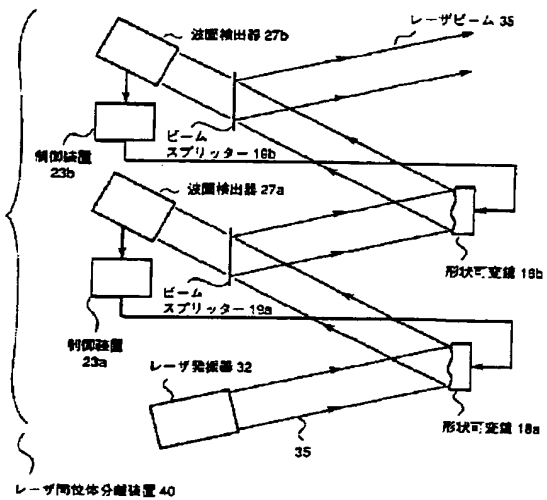 波面検出器 27b
レーザビーム 35
制御装置
23b
ビーム
スプリッター 19b
波面検出器 27a
形状可変鏡 18b
ビーム
スプリッター 19a
制御装置
23a
レーザ発振器 32
35
形状可変鏡 18a
レーザ同位体分離装置 40